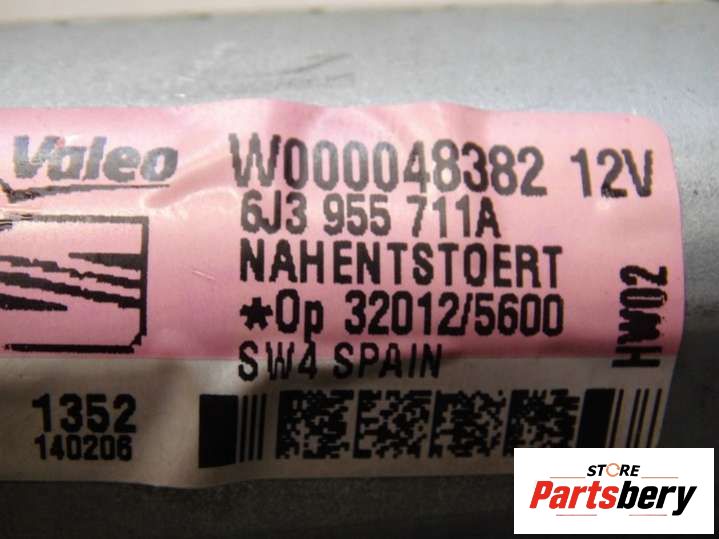 Valeo
W000048382 12V
6J3 955 711A
NAHENTSTOERT
*Op 32012/5600
SW4 SPAIN
HW02
1352
140206
STORE
Partsbery